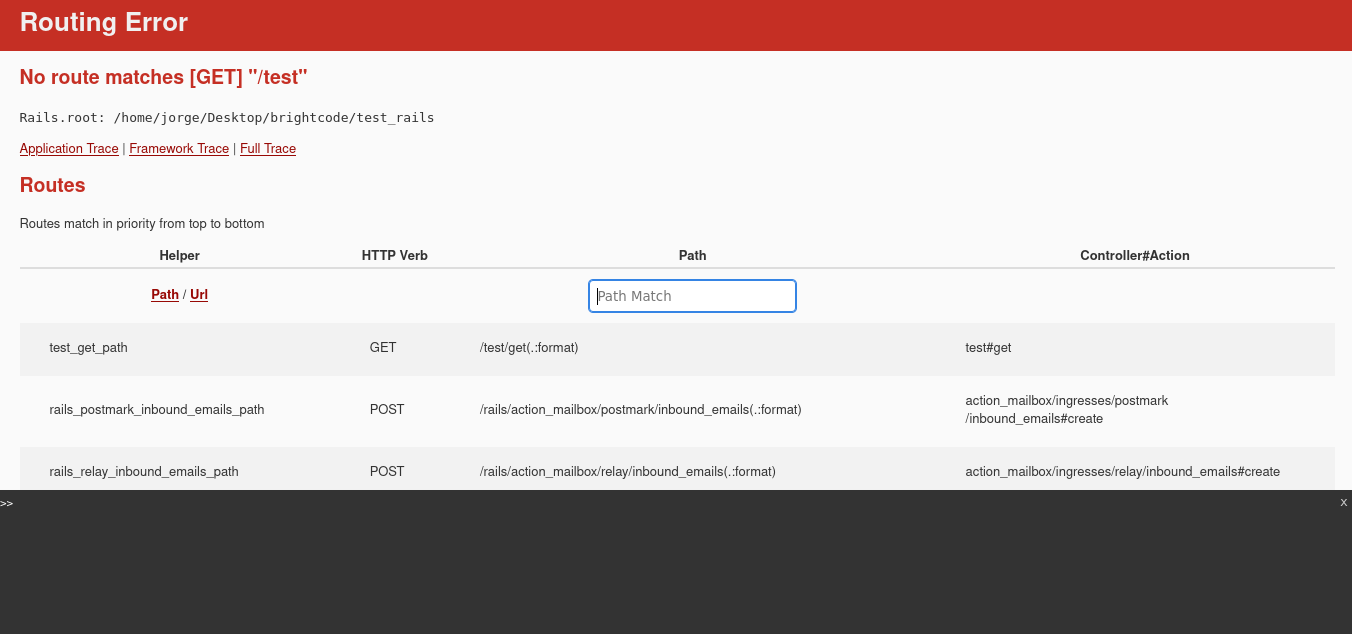 Routing Error
No route matches [GET] "/test"
Rails.root: /home/jorge/Desktop/brightcode/test_rails
Application Trace | Framework Trace | Full Trace
Routes
Routes match in priority from top to bottom
Helper HTTP Verb Path Controller#Action
Path / Url Path Match
test_get_path GET /test/get(.:format) test#get
rails_postmark_inbound_emails_path POST /rails/action_mailbox/postmark/inbound_emails(.:format) action_mailbox/ingresses/postmark
/inbound_emails#create
rails_relay_inbound_emails_path POST /rails/action_mailbox/relay/inbound_emails(.:format) action_mailbox/ingresses/relay/inbound_emails#create
>> x